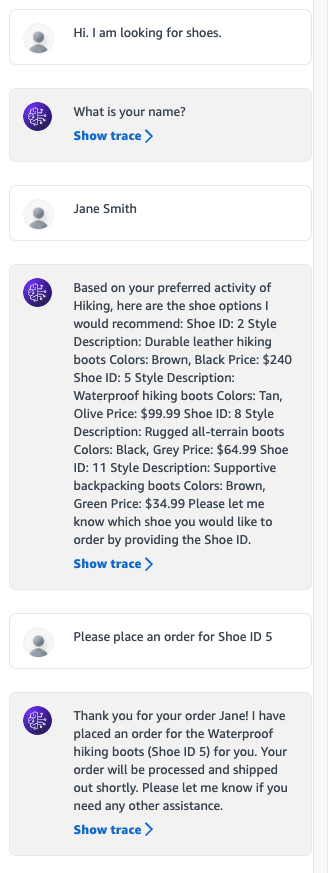 Hi. I am looking for shoes.
What is your name?
Show trace
Jane Smith
Based on your preferred activity of
Hiking, here are the shoe options I
would recommend: Shoe ID: 2 Style
Description: Durable leather hiking
boots Colors: Brown, Black Price: $240
Shoe ID: 5 Style Description:
Waterproof hiking boots Colors: Tan,
Olive Price: $99.99 Shoe ID: 8 Style
Description: Rugged all-terrain boots
Colors: Black, Grey Price: $64.99 Shoe
ID: 11 Style Description: Supportive
backpacking boots Colors: Brown,
Green Price: $34.99 Please let me
know which shoe you would like to
order by providing the Shoe ID.
Show trace
Please place an order for Shoe ID 5
Thank you for your order Jane! I have
placed an order for the Waterproof
hiking boots (Shoe ID 5) for you. Your
order will be processed and shipped
out shortly. Please let me know if you
need any other assistance.
Show trace